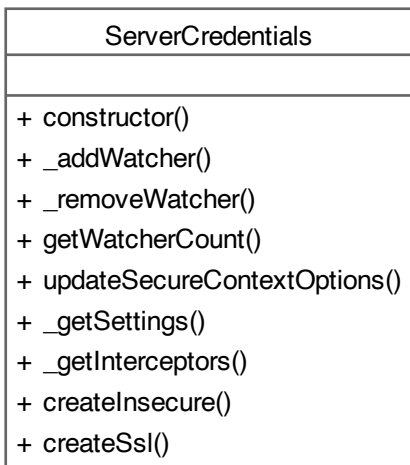 ServerCredentials
+ constructor()
+ _addWatcher()
+ _removeWatcher()
+ getWatcherCount()
+ updateSecureContextOptions()
+ _getSettings()
+ _getInterceptors()
+ createInsecure()
+ createSsl()